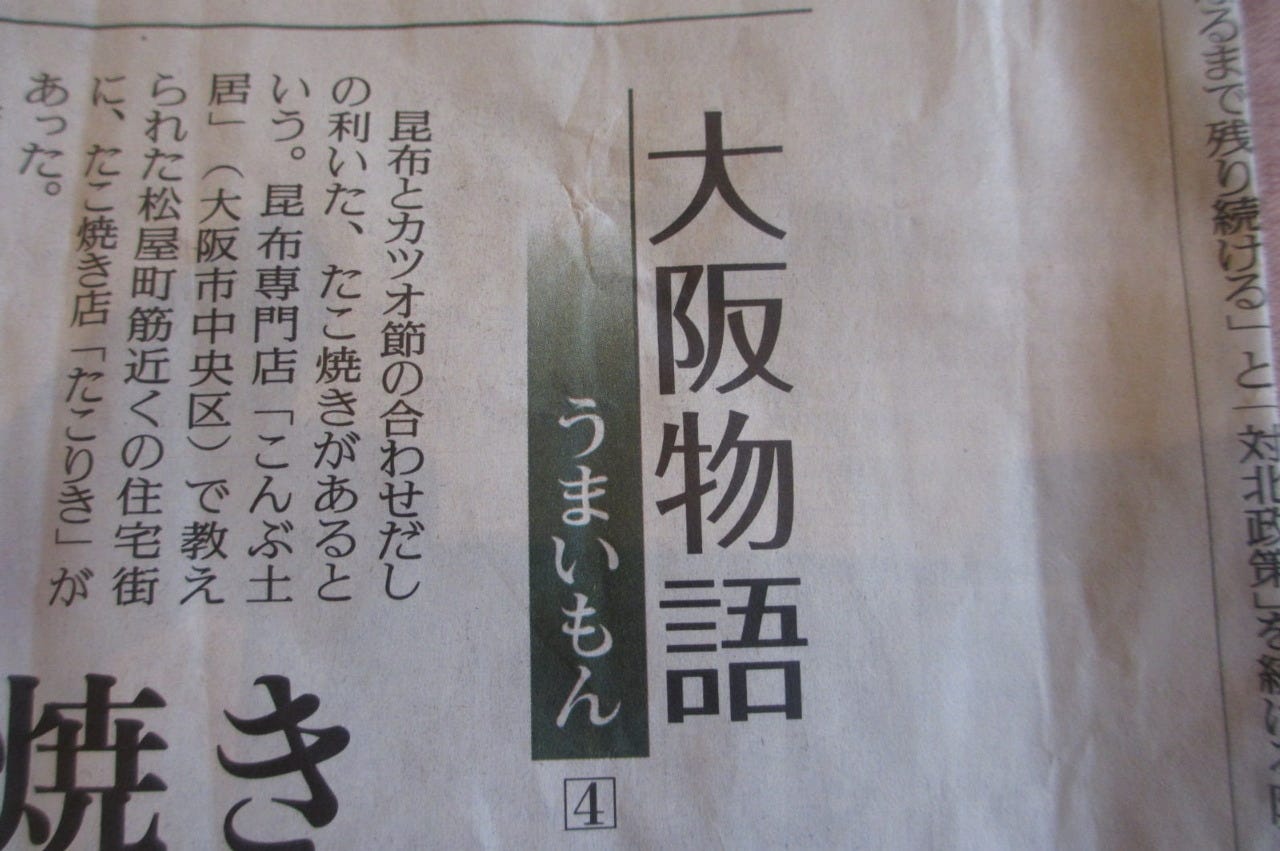 るまで残り続ける」と「対北政策」を
大阪物語
うまいもん
4
昆布とカツオ節の合わせだし
の利いた、たこ焼きがあると
いう。昆布専門店「こんぶ土
居」（大阪市中央区）で教え
られた松屋町筋近くの住宅街
に、たこ焼き店「たこりき」が
あった。
き
焼